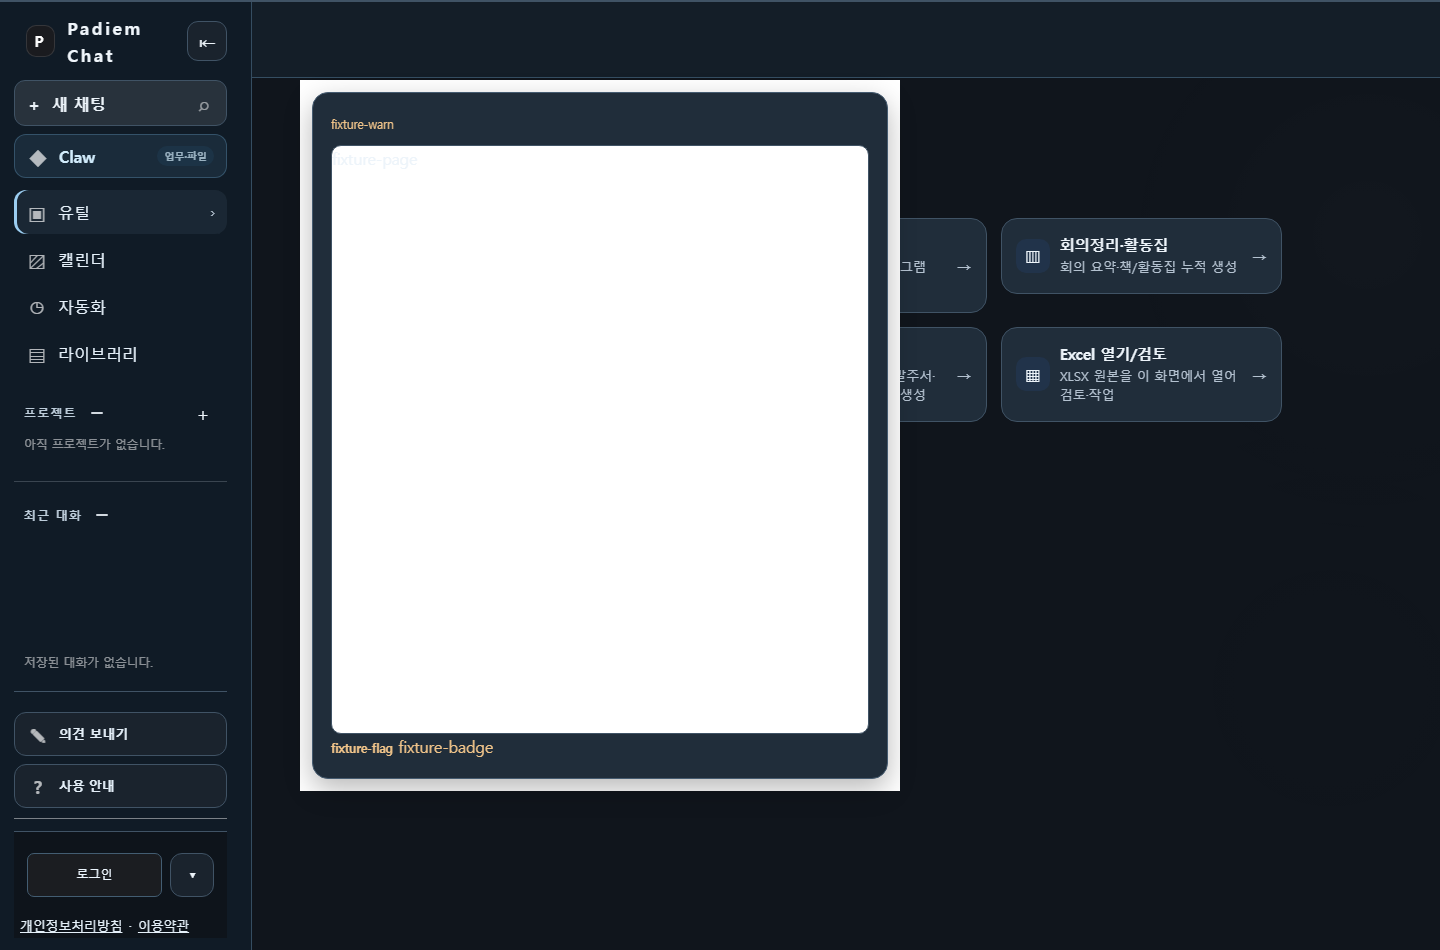 Padiem
Chat
P
+ 새 채팅
Claw 업무·파일
유틸
캘린더
자동화
라이브러리
프로젝트
아직 프로젝트가 없습니다.
최근 대화
저장된 대화가 없습니다.
의견 보내기
? 사용 안내
로그인
개인정보처리방침 · 이용약관
fixture-warn
fixture-page
fixture-flag fixture-badge
그램
회의정리·활동집
회의 요약·책/활동집 누적 생성
발주서·
생성
Excel 열기/검토
XLSX 원본을 이 화면에서 열어
검토·작업